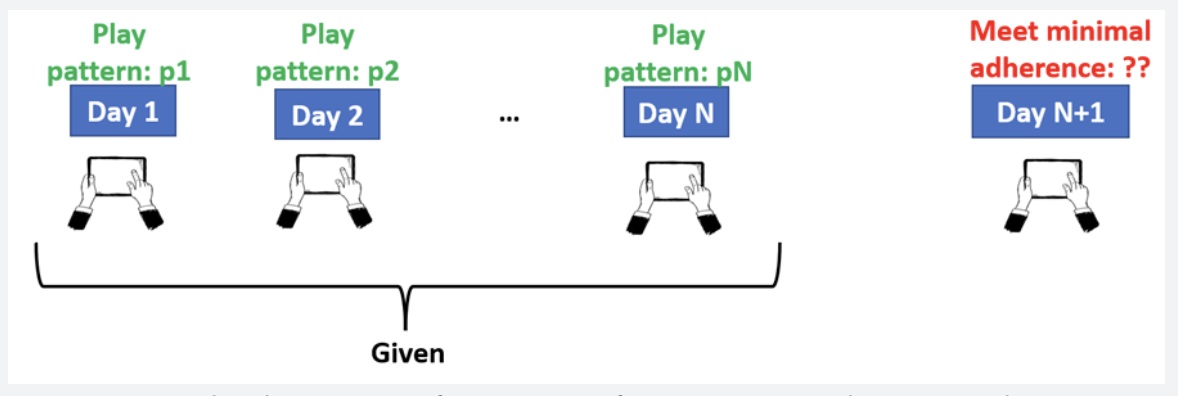 Play
pattern: p1
Day 1
Play
pattern: p2
Day 2
...
Play
pattern: pN
Day N
Meet minimal
adherence: ??
Day N+1
Given